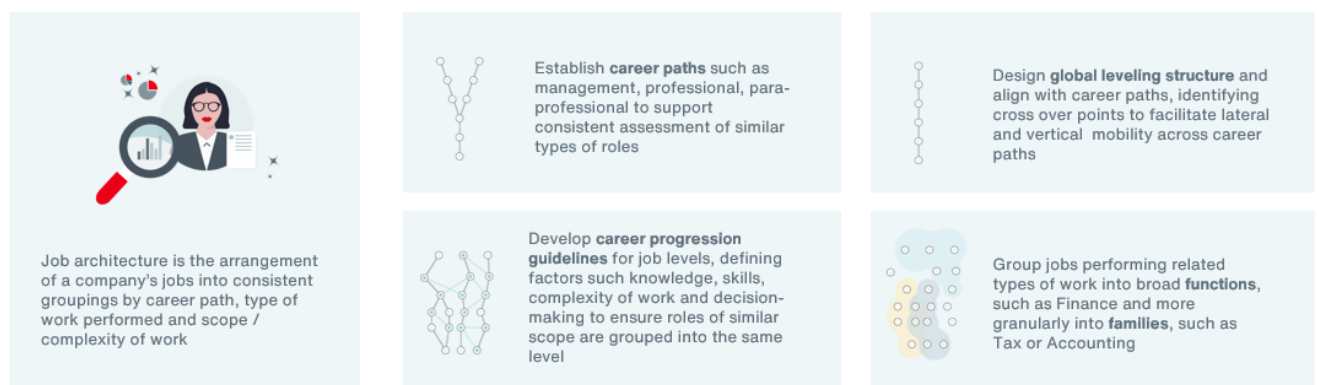 Job architecture is the arrangement
of a company's jobs into consistent
groupings by career path, type of
work performed and scope /
complexity of work
Establish career paths such as
management, professional, para-
professional to support
consistent assessment of similar
types of roles
Design global leveling structure and
align with career paths, identifying
cross over points to facilitate lateral
and vertical mobility across career
paths
Develop career progression
guidelines for job levels, defining
factors such knowledge, skills,
complexity of work and decision-
making to ensure roles of similar
scope are grouped into the same
level
Group jobs performing related
types of work into broad functions,
such as Finance and more
granularly into families, such as
Tax or Accounting